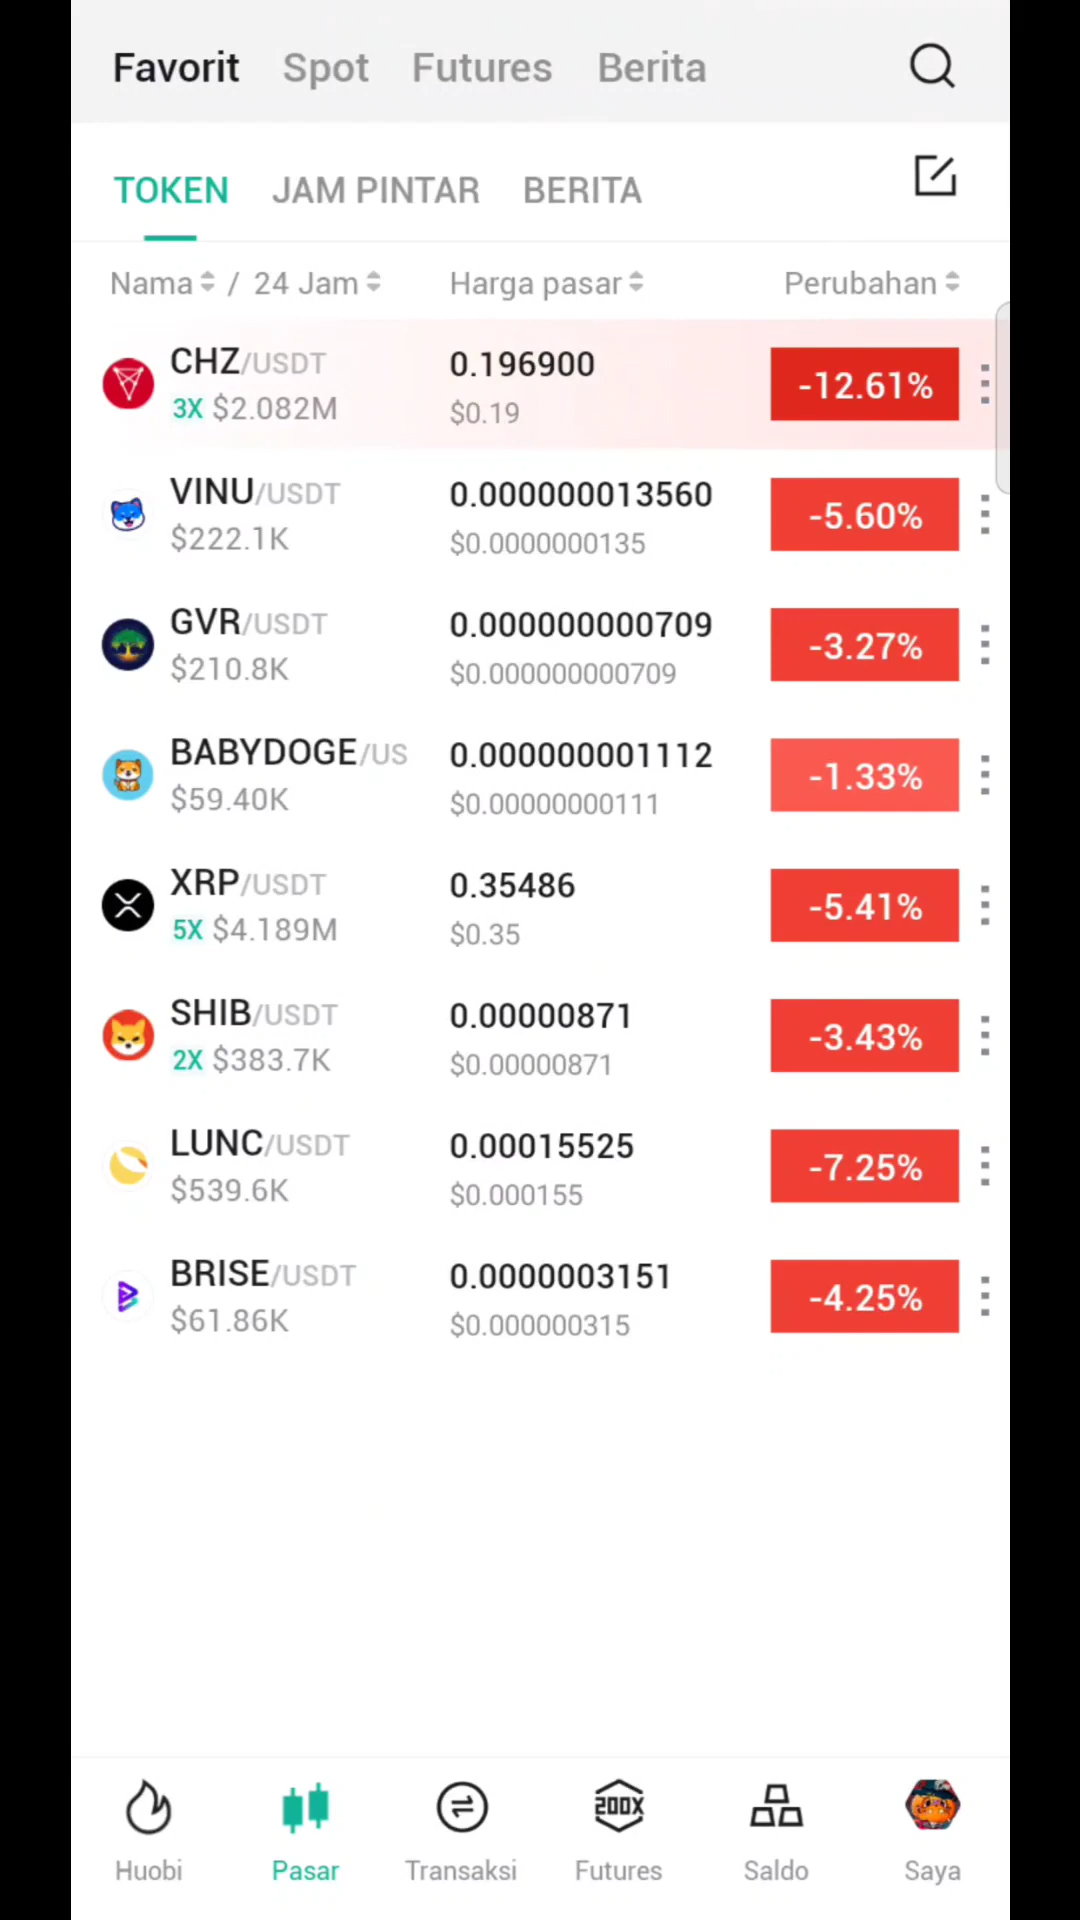 Favorit Spot Futures Berita
TOKEN JAM PINTAR BERITA
Nama / 24 Jam Harga pasar Perubahan
CHZ/USDT 0.196900 -12.61%
3X $2.082M $0.19
VINU/USDT 0.000000013560 -5.60%
$222.1K $0.0000000135
GVR/USDT 0.000000000709 -3.27%
$210.8K $0.000000000709
BABYDOGE/US 0.000000001112 -1.33%
$59.40K $0.00000000111
XRP/USDT 0.35486 -5.41%
5X $4.189M $0.35
SHIB/USDT 0.00000871 -3.43%
2X $383.7K $0.00000871
LUNC/USDT 0.00015525 -7.25%
$539.6K $0.000155
BRISE/USDT 0.0000003151 -4.25%
$61.86K $0.000000315
200X
Huobi Pasar Transaksi Futures Saldo Saya